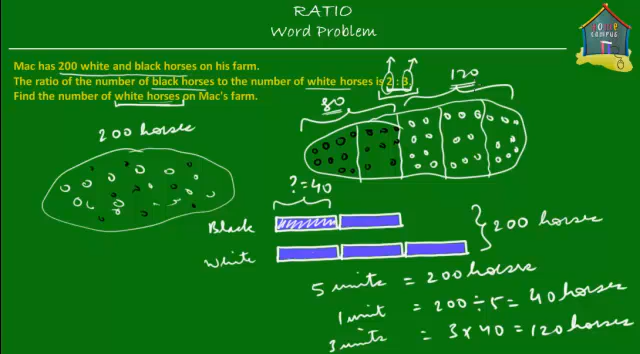 RATIO
Word Problem
home campus
Mac has 200 white and black horses on his farm.
The ratio of the number of black horses to the number of white horses is 2 : 3.
Find the number of white horses on Mac's farm.
200 horses
80
120
? = 40
Black
White
200 horses
5 units = 200 horses
1 unit = 200 ÷ 5 = 40 horses
3 units = 3 x 40 = 120 horses